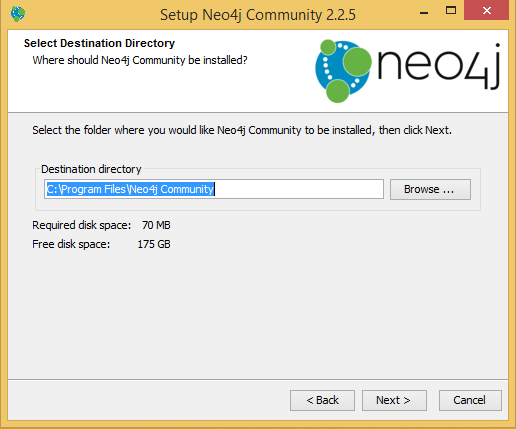 Setup Neo4j Community 2.2.5
Select Destination Directory
Where should Neo4j Community be installed?
neo4j
Select the folder where you would like Neo4j Community to be installed, then click Next.
Destination directory
C:\Program Files\Neo4j Community
Browse ...
Required disk space: 70 MB
Free disk space: 175 GB
< Back Next > Cancel